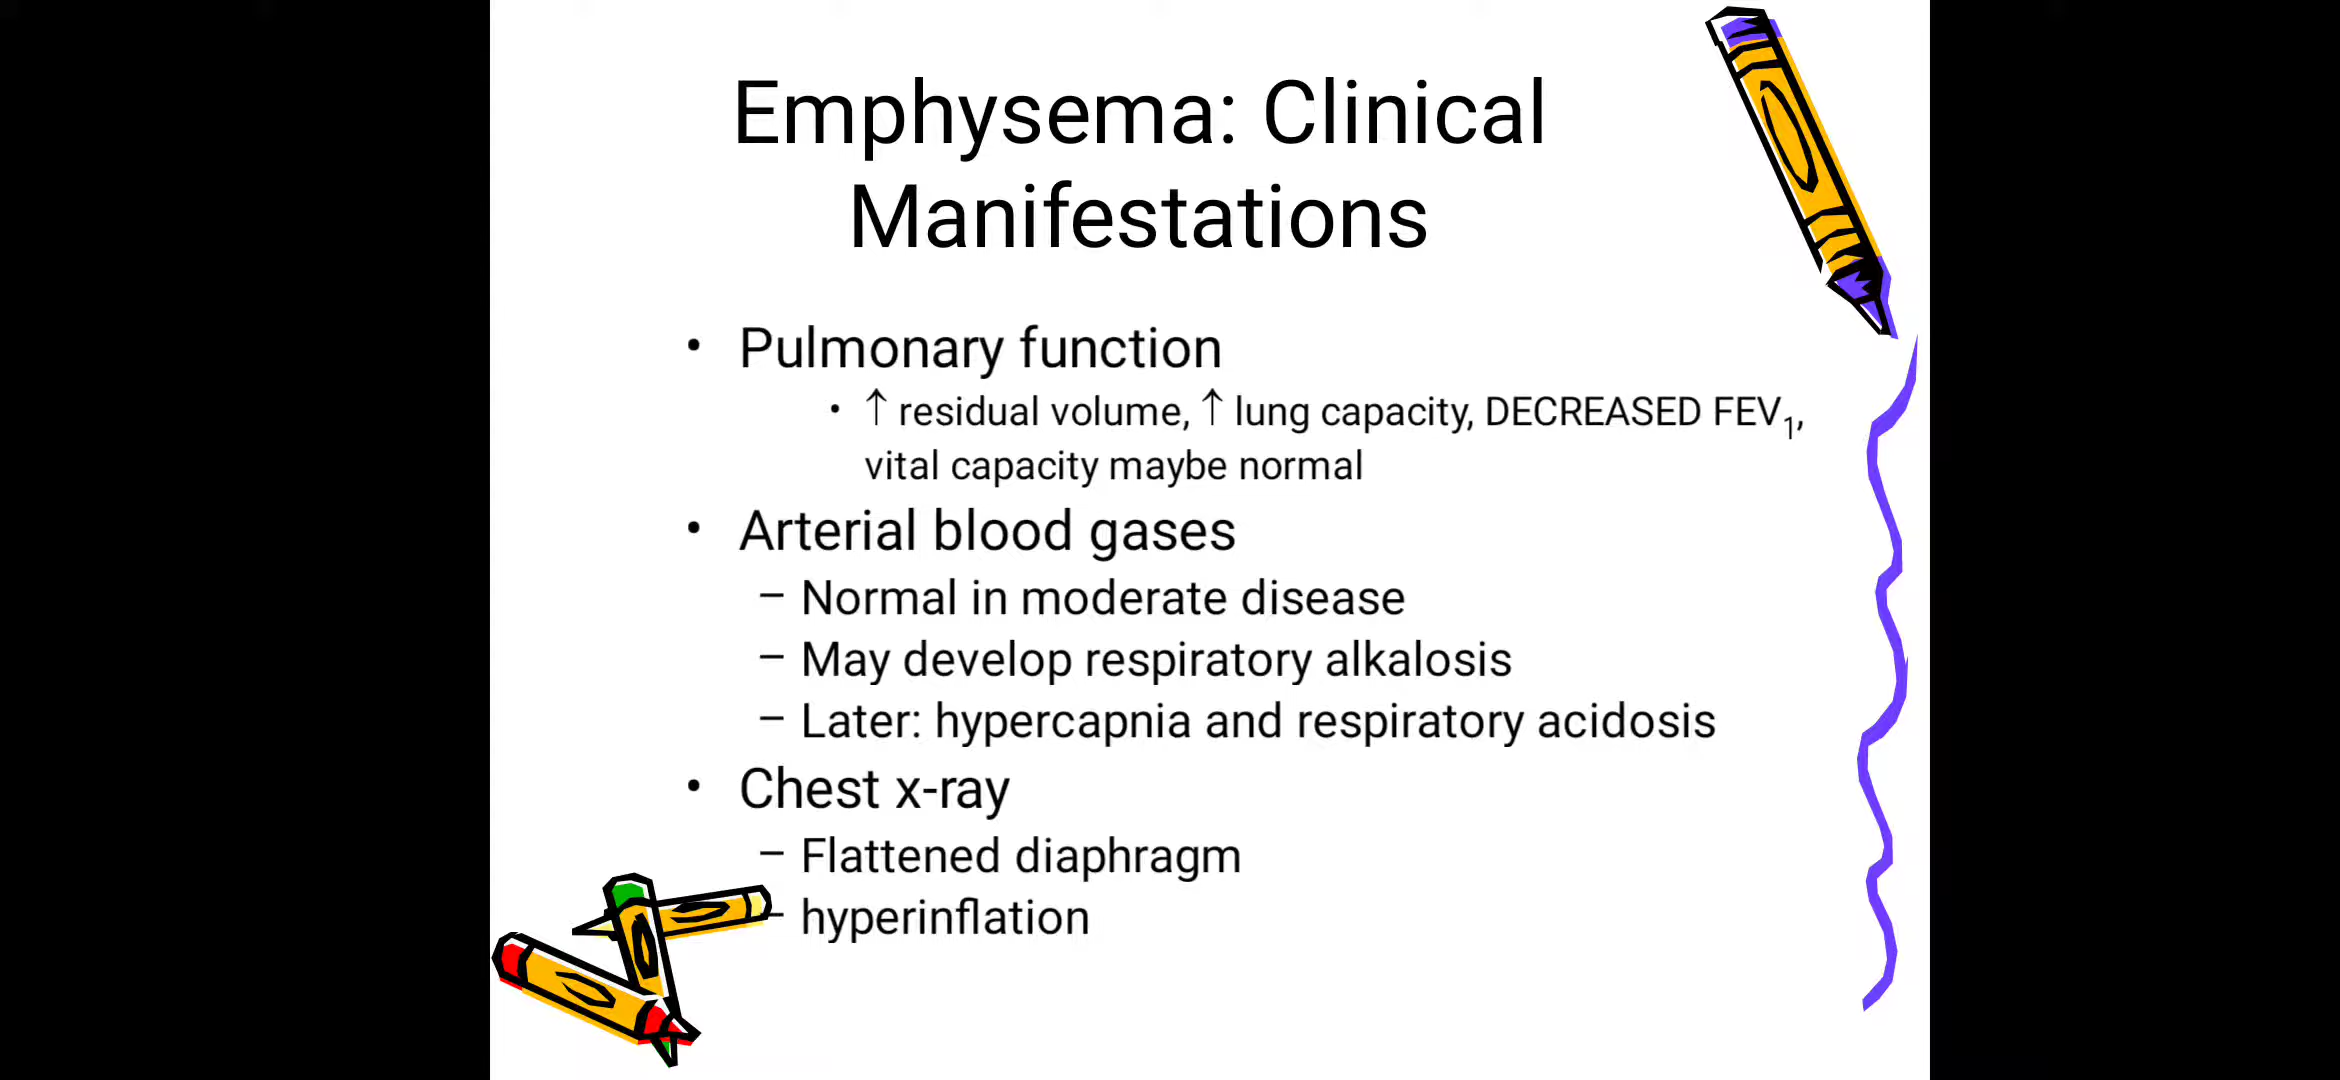 Emphysema: Clinical
Manifestations
• Pulmonary function
• ↑ residual volume, ↑ lung capacity, DECREASED FEV1,
vital capacity maybe normal
• Arterial blood gases
– Normal in moderate disease
– May develop respiratory alkalosis
– Later: hypercapnia and respiratory acidosis
• Chest x-ray
– Flattened diaphragm
– hyperinflation